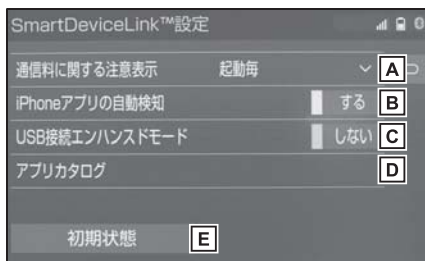 SmartDeviceLink™設定
通信料に関する注意表示 起動毎 A
iPhoneアプリの自動検知 する B
USB接続エンハンスドモード しない C
アプリカタログ D
初期状態 E